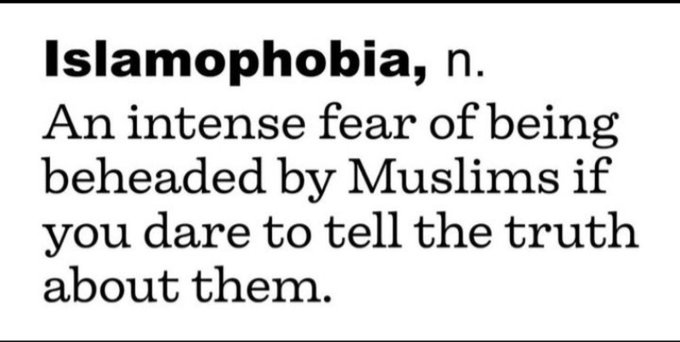 Islamophobia, n.
An intense fear of being
beheaded by Muslims if
you dare to tell the truth
about them.